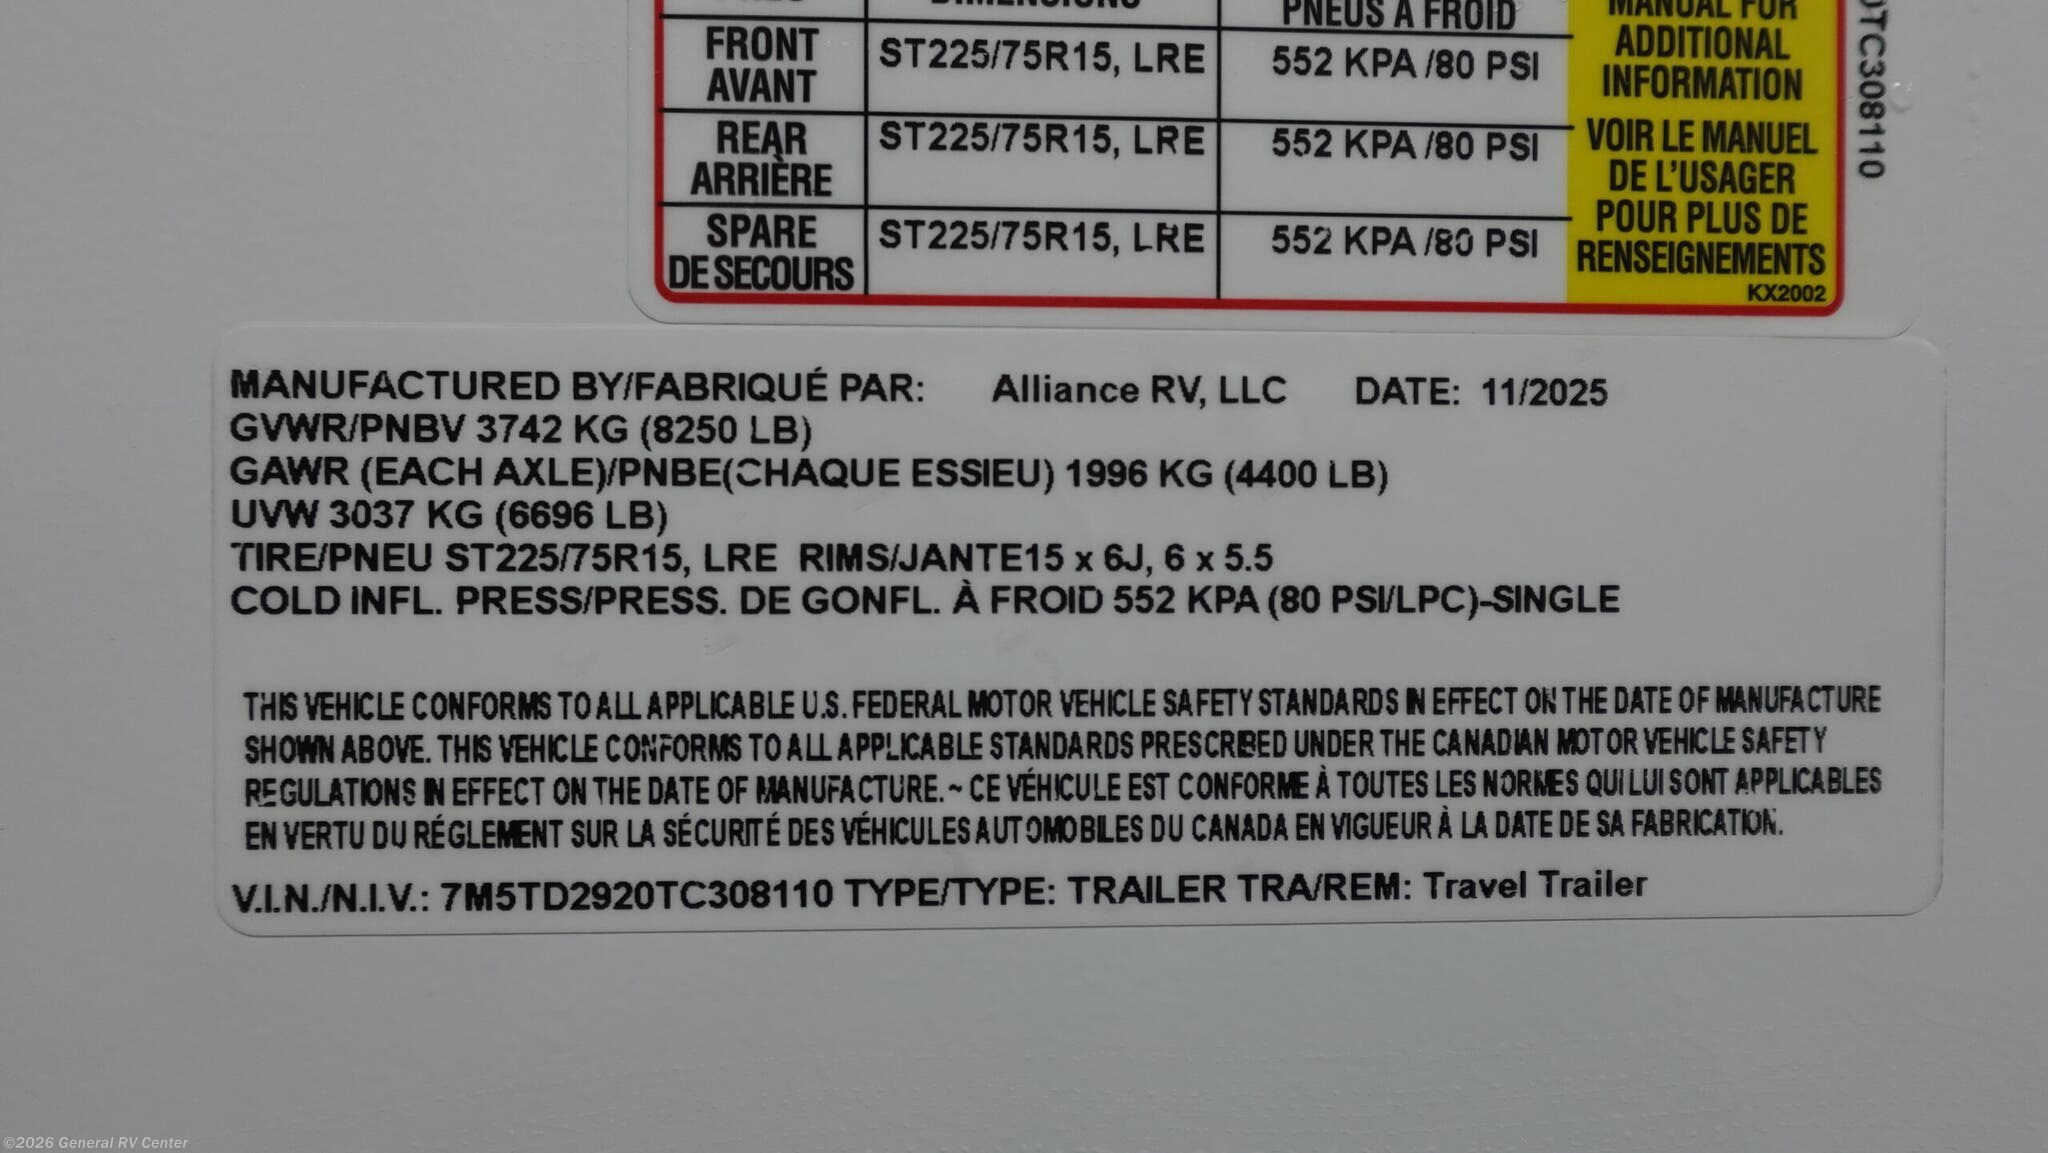 DIMENSIONS
PNEUS À FROID
MANUAL FOR
ADDITIONAL
INFORMATION
FRONT
AVANT
ST225/75R15, LRE
552 KPA /80 PSI
REAR
ARRIÈRE
ST225/75R15, LRE
552 KPA /80 PSI
VOIR LE MANUEL
DE L'USAGER
POUR PLUS DE
RENSEIGNEMENTS
SPARE
DE SECOURS
ST225/75R15, LRE
552 KPA /80 PSI
KX2002
0TC308110
MANUFACTURED BY/FABRIQUÉ PAR: Alliance RV, LLC DATE: 11/2025
GVWR/PNBV 3742 KG (8250 LB)
GAWR (EACH AXLE)/PNBE(CHAQUE ESSIEU) 1996 KG (4400 LB)
UVW 3037 KG (6696 LB)
TIRE/PNEU ST225/75R15, LRE RIMS/JANTE15 x 6J, 6 x 5.5
COLD INFL. PRESS/PRESS. DE GONFL. À FROID 552 KPA (80 PSI/LPC)-SINGLE
THIS VEHICLE CONFORMS TO ALL APPLICABLE U.S. FEDERAL MOTOR VEHICLE SAFETY STANDARDS IN EFFECT ON THE DATE OF MANUFACTURE
SHOWN ABOVE. THIS VEHICLE CONFORMS TO ALL APPLICABLE STANDARDS PRESCRIBED UNDER THE CANADIAN MOTOR VEHICLE SAFETY
REGULATIONS IN EFFECT ON THE DATE OF MANUFACTURE. ~ CE VÉHICULE EST CONFORME À TOUTES LES NORMES QUI LUI SONT APPLICABLES
EN VERTU DU RÉGLEMENT SUR LA SÉCURITÉ DES VÉHICULES AUTOMOBILES DU CANADA EN VIGUEUR À LA DATE DE SA FABRICATION.
V.I.N./N.I.V.: 7M5TD2920TC308110 TYPE/TYPE: TRAILER TRA/REM: Travel Trailer
©2026 General RV Center